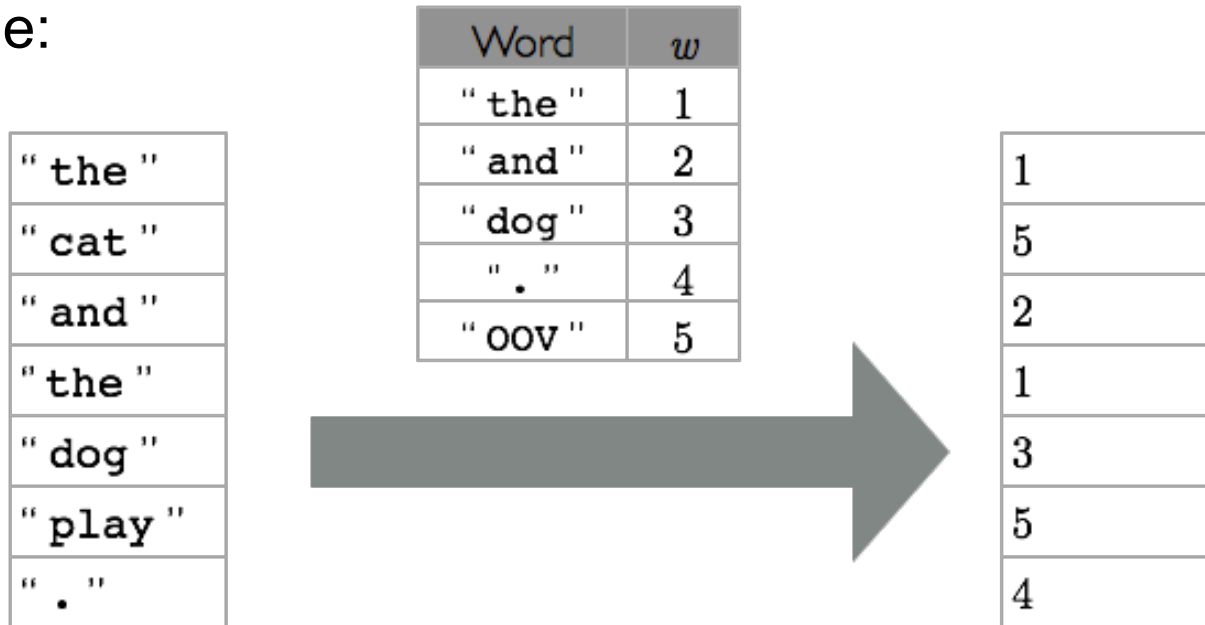 e:
Word w
" the " 1
" and " 2
" dog " 3
" . " 4
" OOV " 5
" the "
" cat "
" and "
" the "
" dog "
" play "
" . "
1
5
2
1
3
5
4